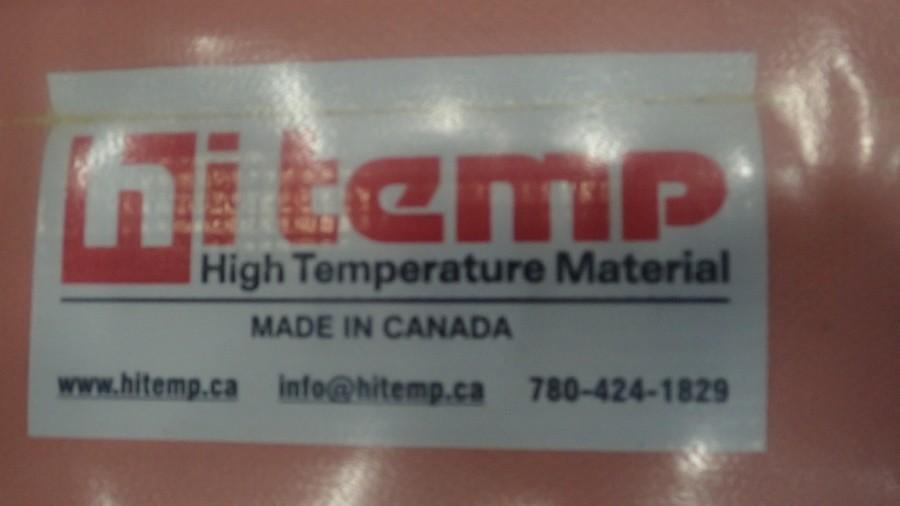 hitemp
High Temperature Material
MADE IN CANADA
www.hitemp.ca info@hitemp.ca 780-424-1829